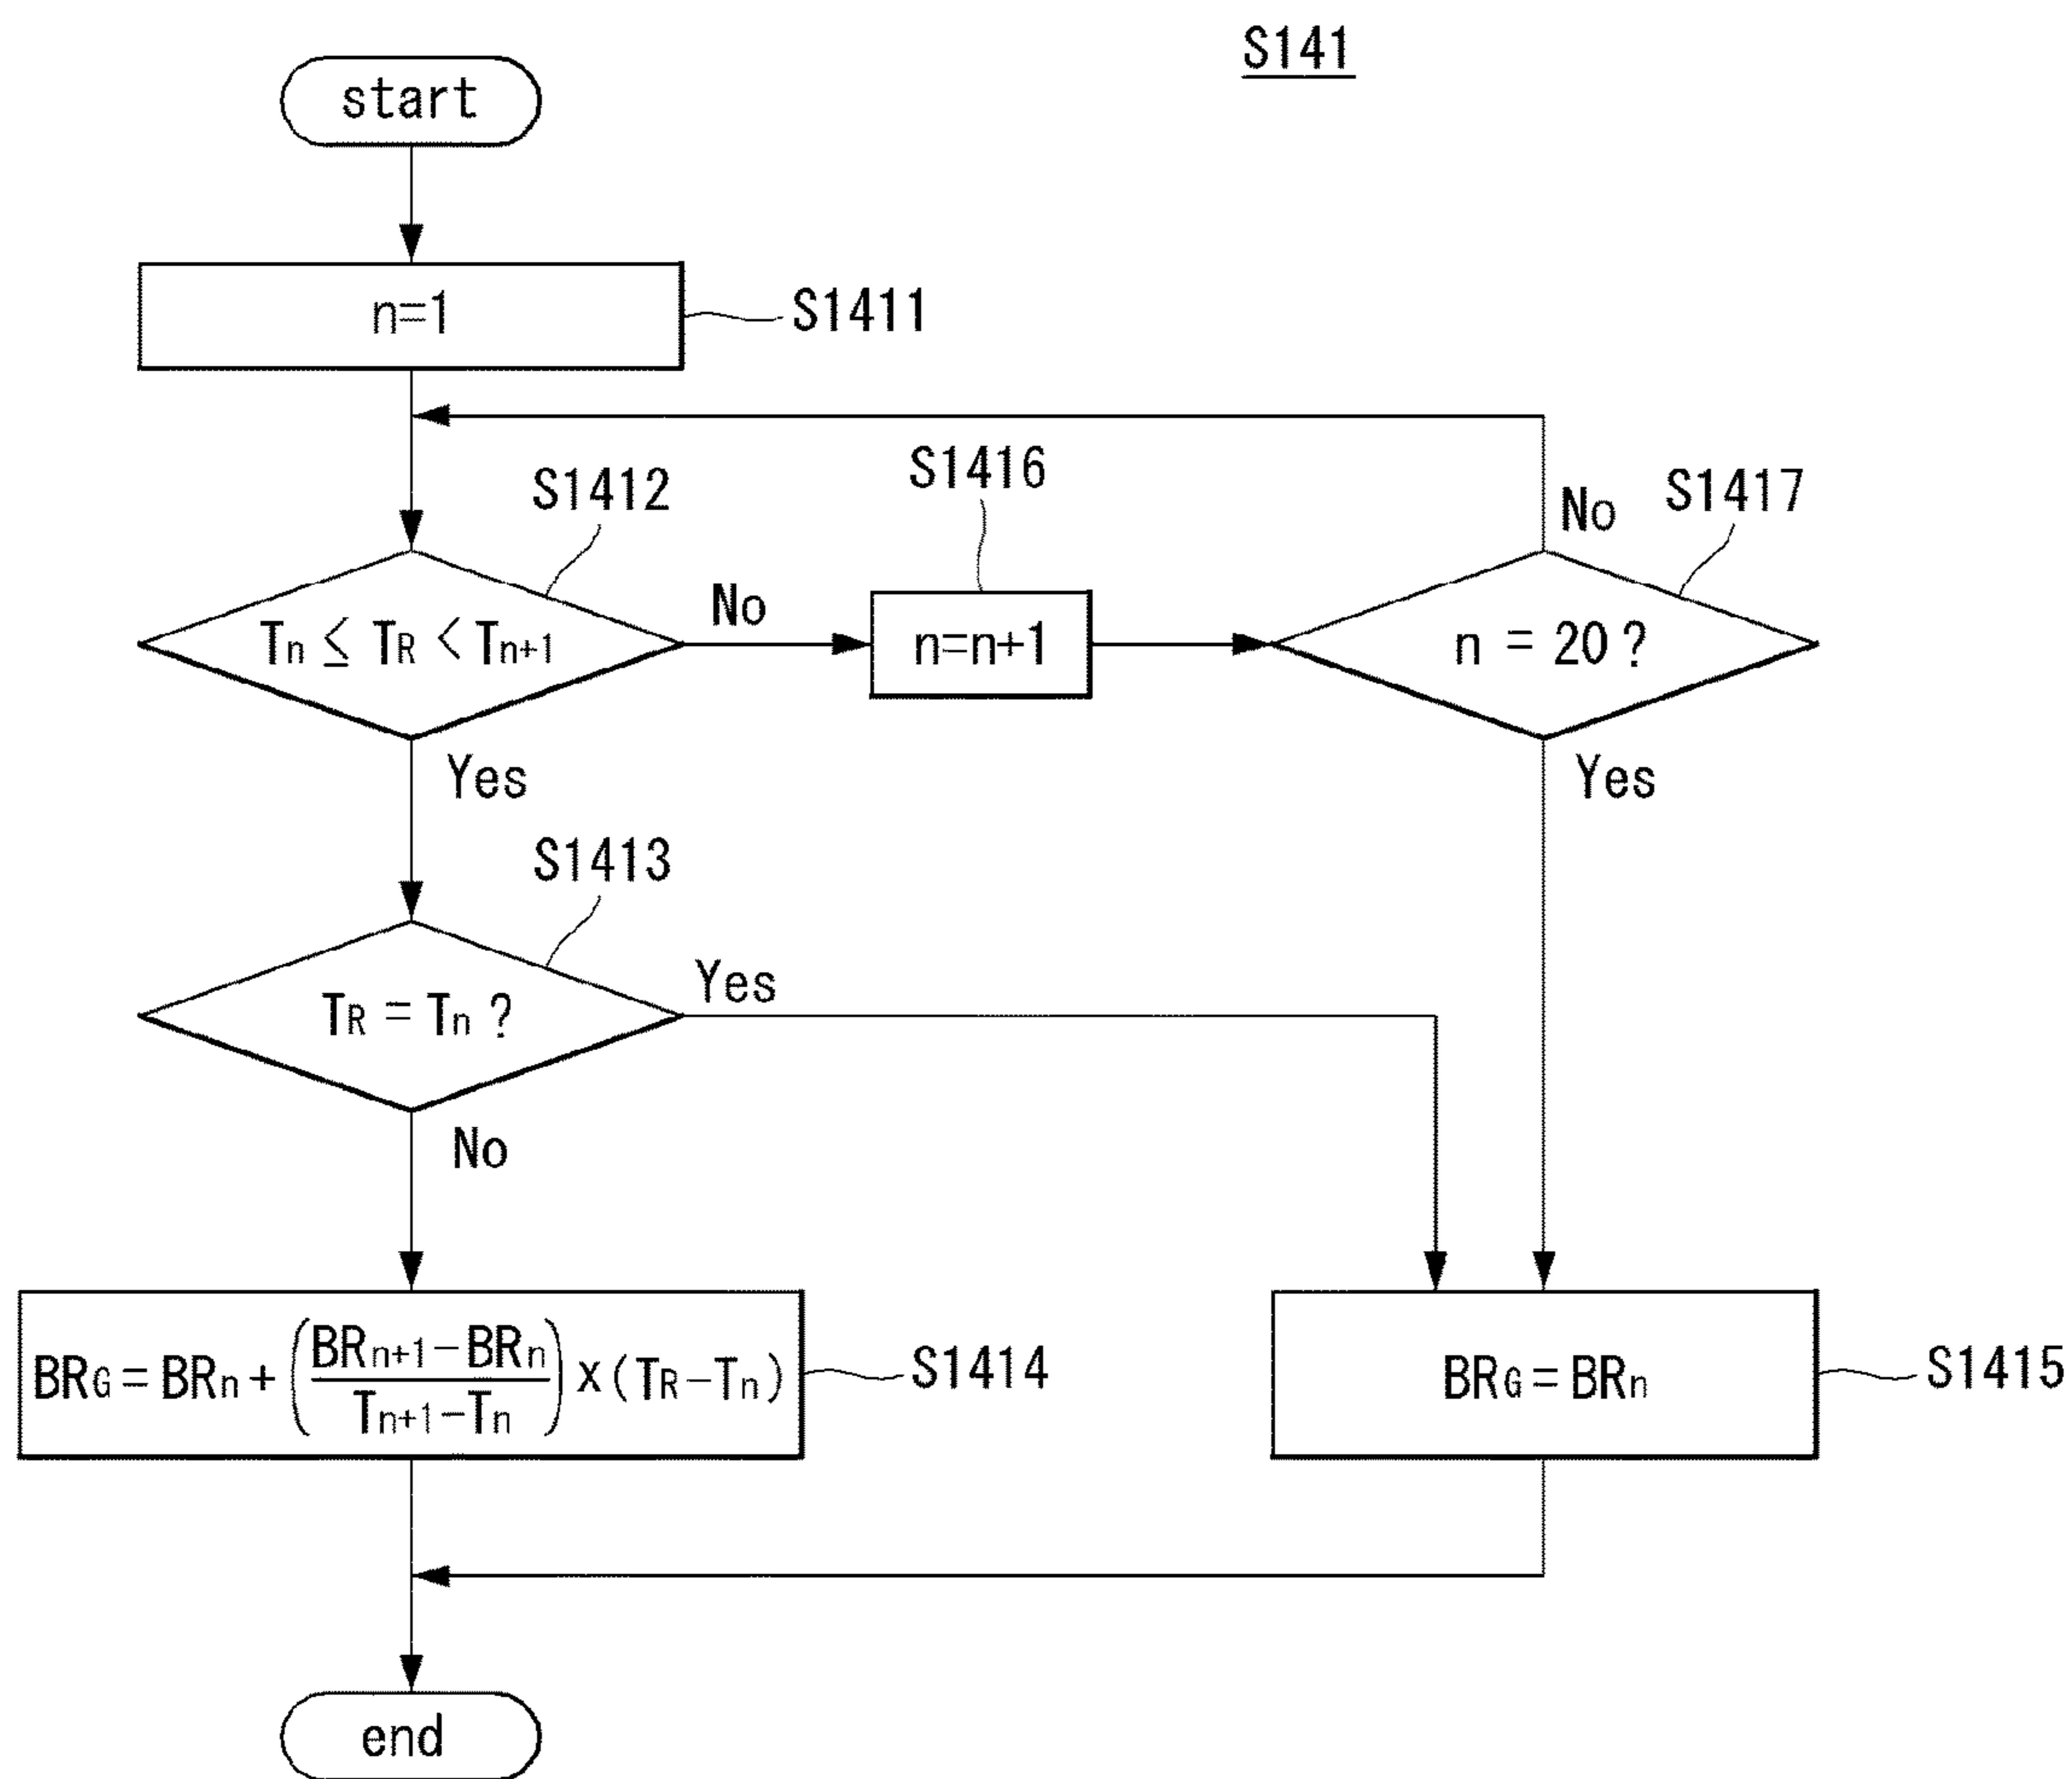 S141
start
n=1
S1411
S1412
S1416
S1417
Tn ≤ TR < Tn+1
No
n=n+1
n = 20 ?
No
Yes
Yes
S1413
TR = Tn ?
Yes
No
BRG = BRn + (BRn+1 − BRn / Tn+1 − Tn) x (TR − Tn)
S1414
BRG = BRn
S1415
end